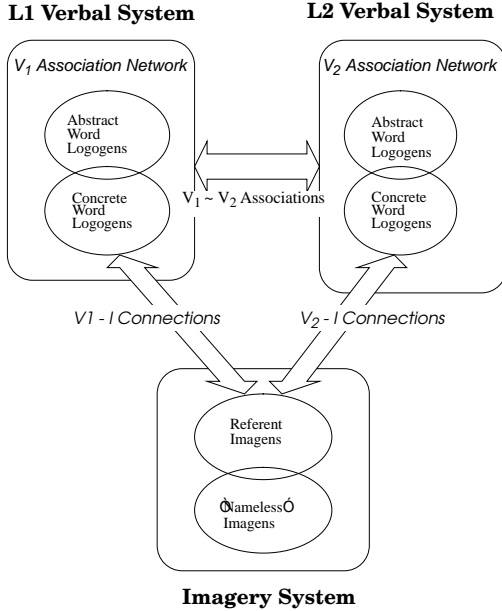 L1 Verbal System
L2 Verbal System
V1 Association Network
V2 Association Network
Abstract
Word
Logogens
Abstract
Word
Logogens
Concrete
Word
Logogens
Concrete
Word
Logogens
V1 ~ V2 Associations
V1 - I Connections
V2 - I Connections
Referent
Imagens
ÒNamelessÓ
Imagens
Imagery System